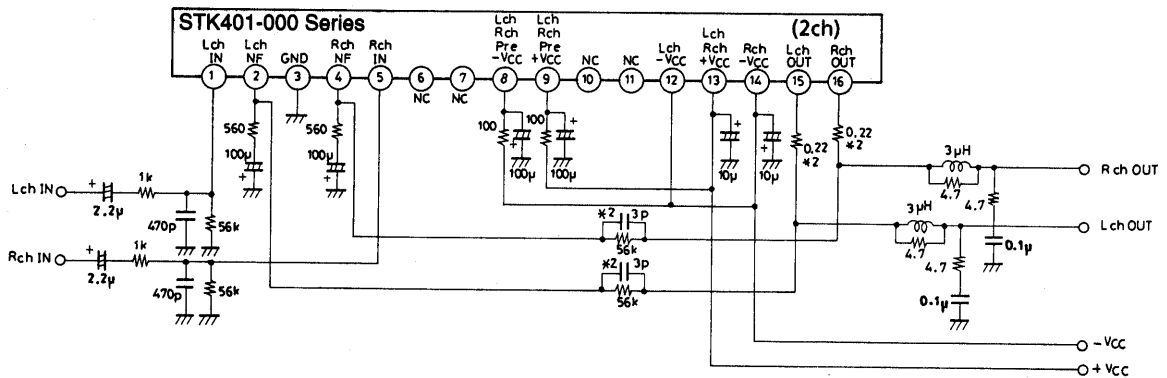 STK401-000 Series
(2ch)
Lch IN
Lch NF
GND
Rch NF
Rch IN
Lch Rch Pre -VCC
Lch Rch Pre +VCC
NC
NC
Lch -VCC
Lch Rch +VCC
Rch -VCC
Lch OUT
Rch OUT
1
2
3
4
5
6
7
8
9
10
11
12
13
14
15
16
NC
NC
560
+
100µ
560
+
100µ
100
+
100µ
100
+
100µ
+
10µ
+
10µ
0.22
*2
0.22
*2
3µH
4.7
4.7
0.1µ
Rch OUT
3µH
4.7
4.7
0.1µ
Lch OUT
Lch IN
+
2.2µ
1k
470p
56k
Rch IN
+
2.2µ
1k
470p
56k
*2
3p
56k
*2
3p
56k
-VCC
+VCC